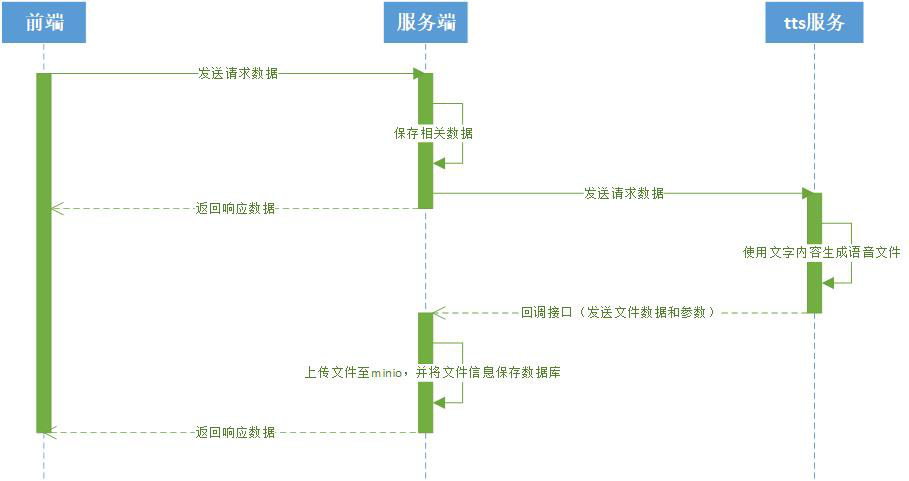 前端
服务端
tts服务
发送请求数据
保存相关数据
发送请求数据
返回响应数据
使用文字内容生成语音文件
回调接口（发送文件数据和参数）
上传文件至minio，并将文件信息保存数据库
返回响应数据